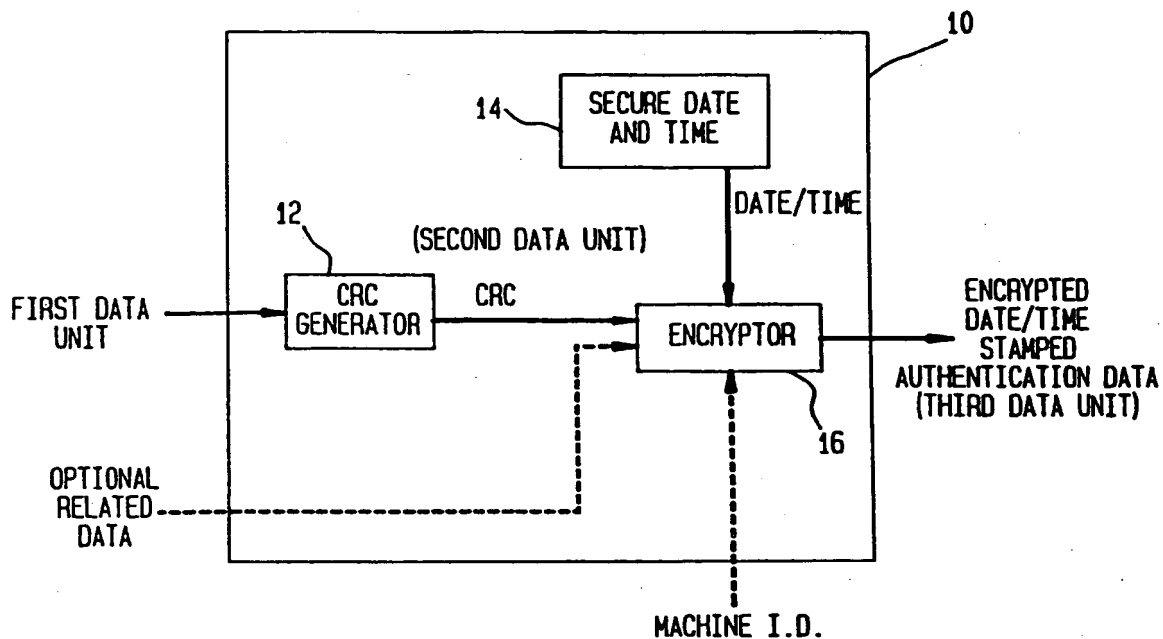 10
SECURE DATE
AND TIME
14
DATE/TIME
12
(SECOND DATA UNIT)
FIRST DATA
UNIT
CRC
GENERATOR
CRC
ENCRYPTOR
ENCRYPTED
DATE/TIME
STAMPED
AUTHENTICATION DATA
(THIRD DATA UNIT)
16
OPTIONAL
RELATED
DATA
MACHINE I.D.